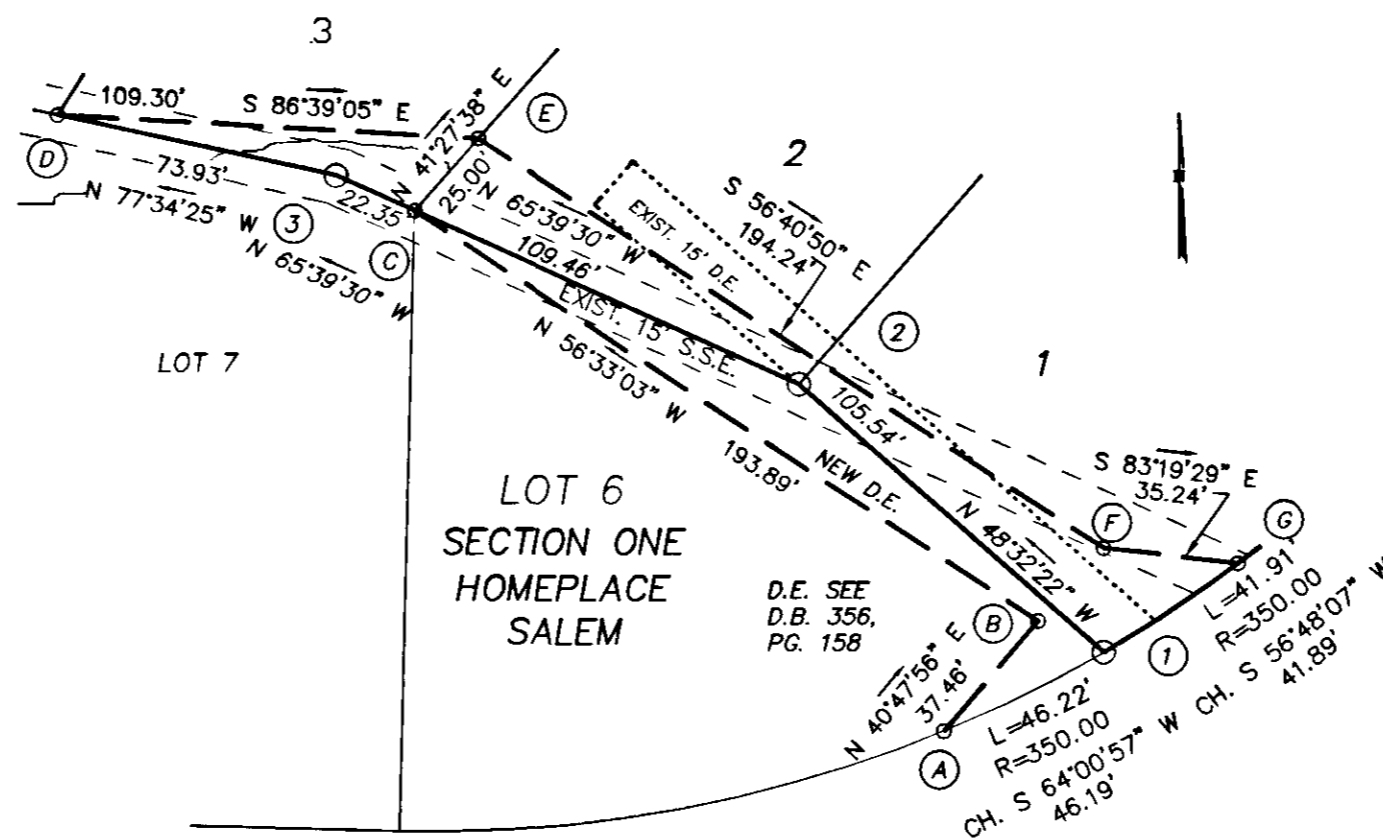 3
109.30'
S 86°39'05" E
N 41°27'38" E
25.00'
E
D
73.93'
N 77°34'25" W
3
22.35'
C
N 65°39'30" W
N 65°39'30" W
109.46'
2
EXIST. 15' D.E.
S 56°40'50" E
194.24'
2
1
EXIST. 15' S.S.E.
N 56°33'03" W
193.89'
NEW D.E.
105.54'
N 48°32'22" W
S 83°19'29" E
35.24'
F
G
LOT 7
LOT 6
SECTION ONE
HOMEPLACE
SALEM
D.E. SEE
D.B. 356,
PG. 158
B
N 40°47'56" E
37.46'
A
1
L=41.91'
R=350.00
CH. S 56°48'07" W
41.89'
L=46.22'
R=350.00
CH. S 64°00'57" W
46.19'